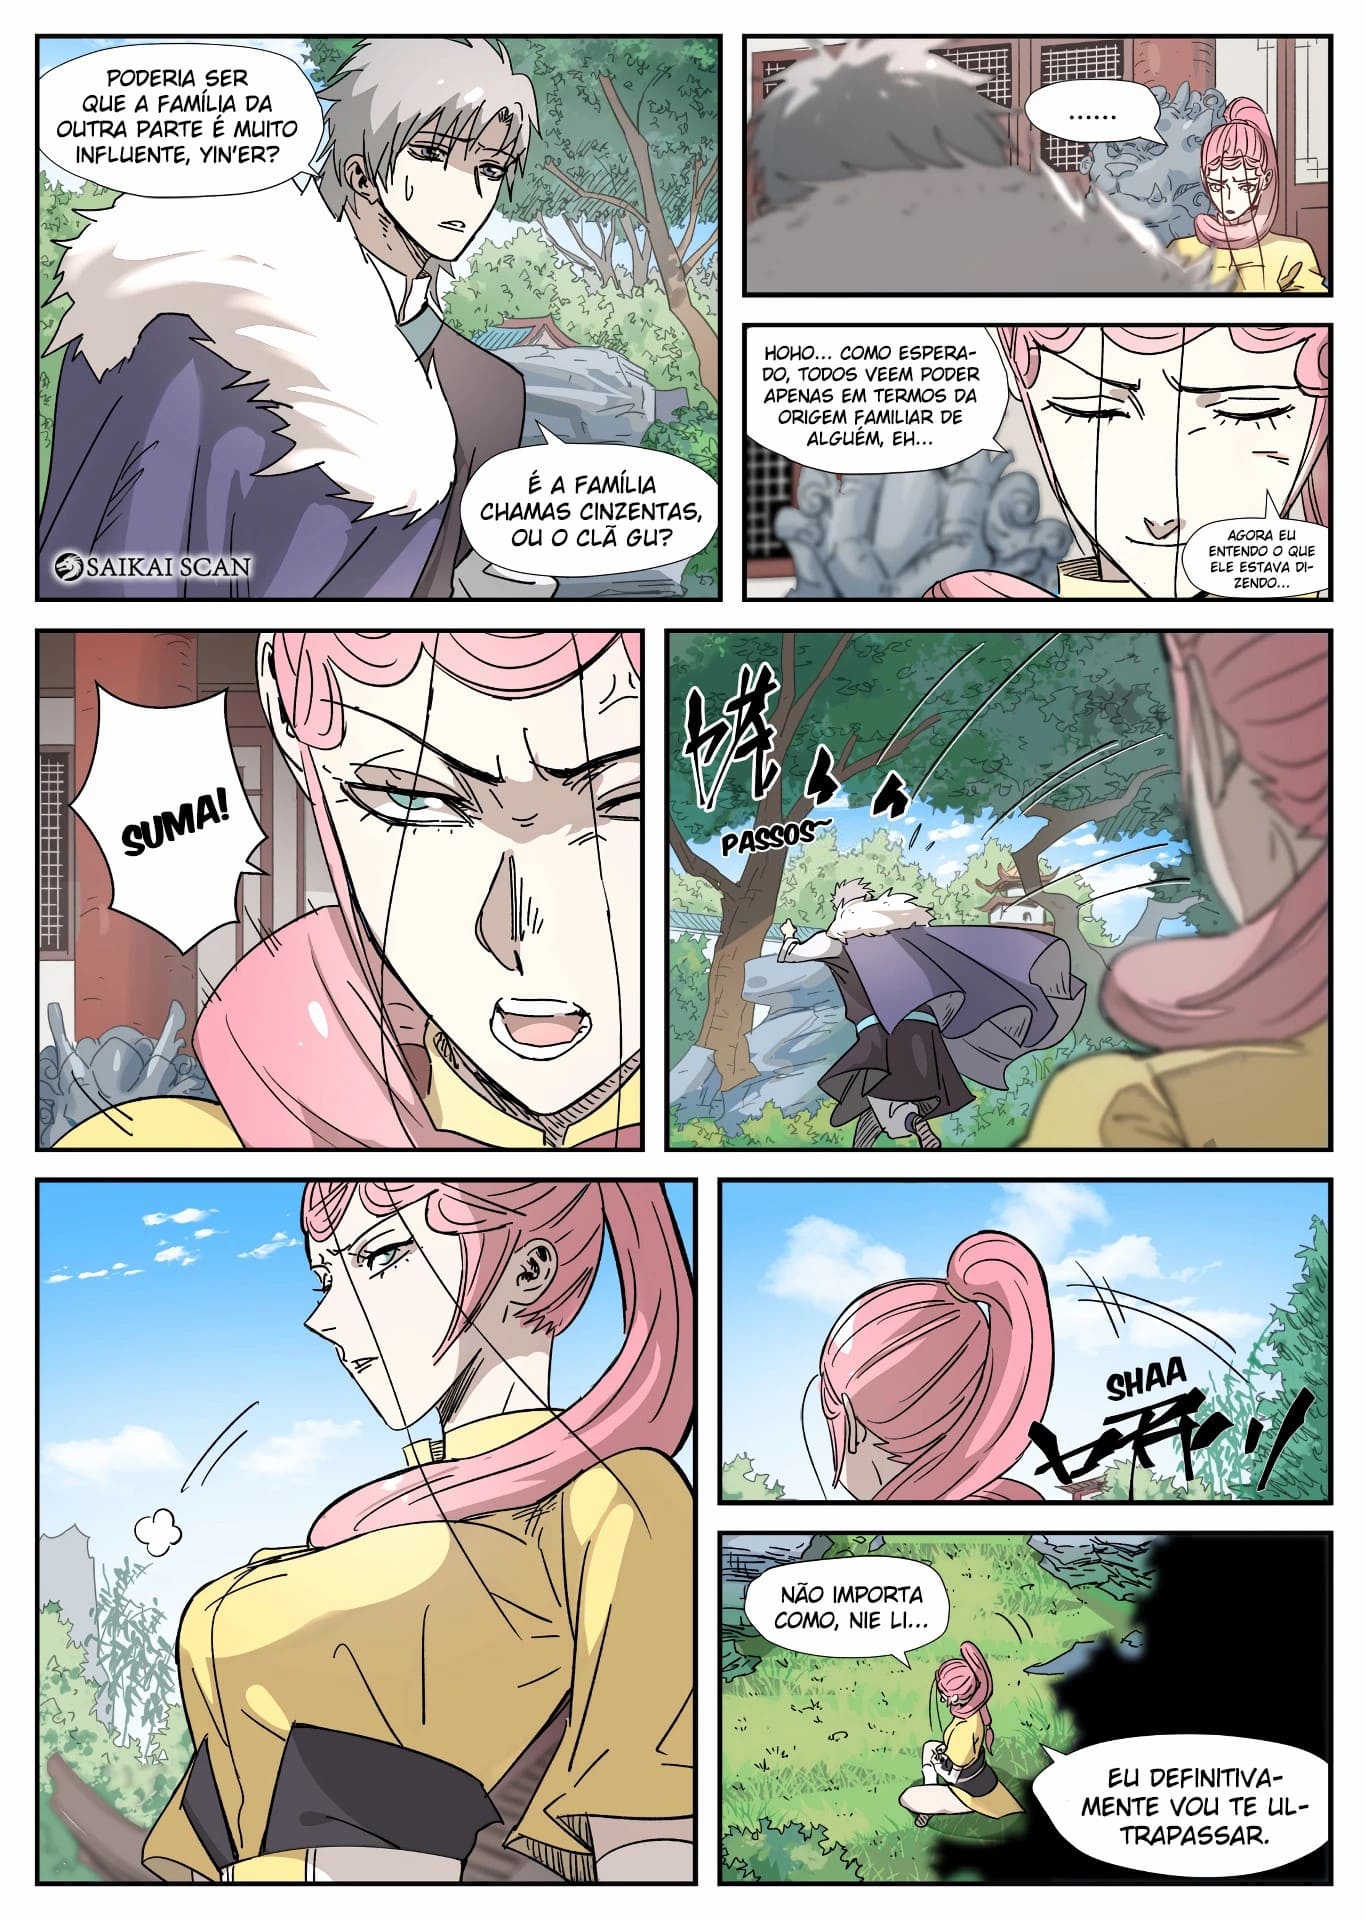 PODERIA SER
QUE A FAMÍLIA DA
OUTRA PARTE É MUITO
INFLUENTE, YIN'ER?
É A FAMÍLIA
CHAMAS CINZENTAS,
OU O CLÃ GU?
SAIKAI SCAN
......
HOHO... COMO ESPERA-
DO, TODOS VEEM PODER
APENAS EM TERMOS DA
ORIGEM FAMILIAR DE
ALGUÉM, EH...
AGORA EU
ENTENDO O QUE
ELE ESTAVA DI-
ZENDO...
SUMA!
PASSOS~
SHAA
NÃO IMPORTA
COMO, NIE LI...
EU DEFINITIVA-
MENTE VOU TE UL-
TRAPASSAR.